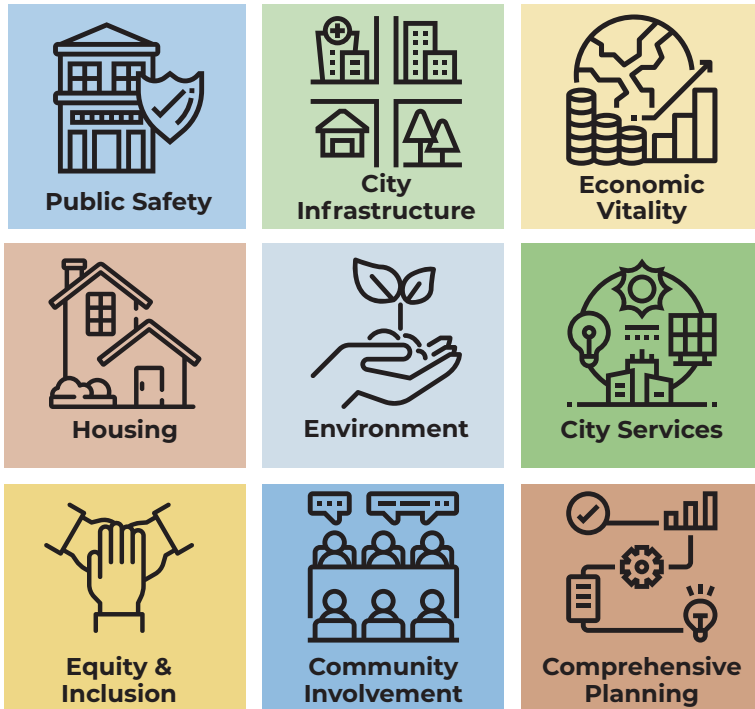 Public Safety
City
Infrastructure
Economic
Vitality
Housing
Environment
City Services
Equity &
Inclusion
Community
Involvement
Comprehensive
Planning